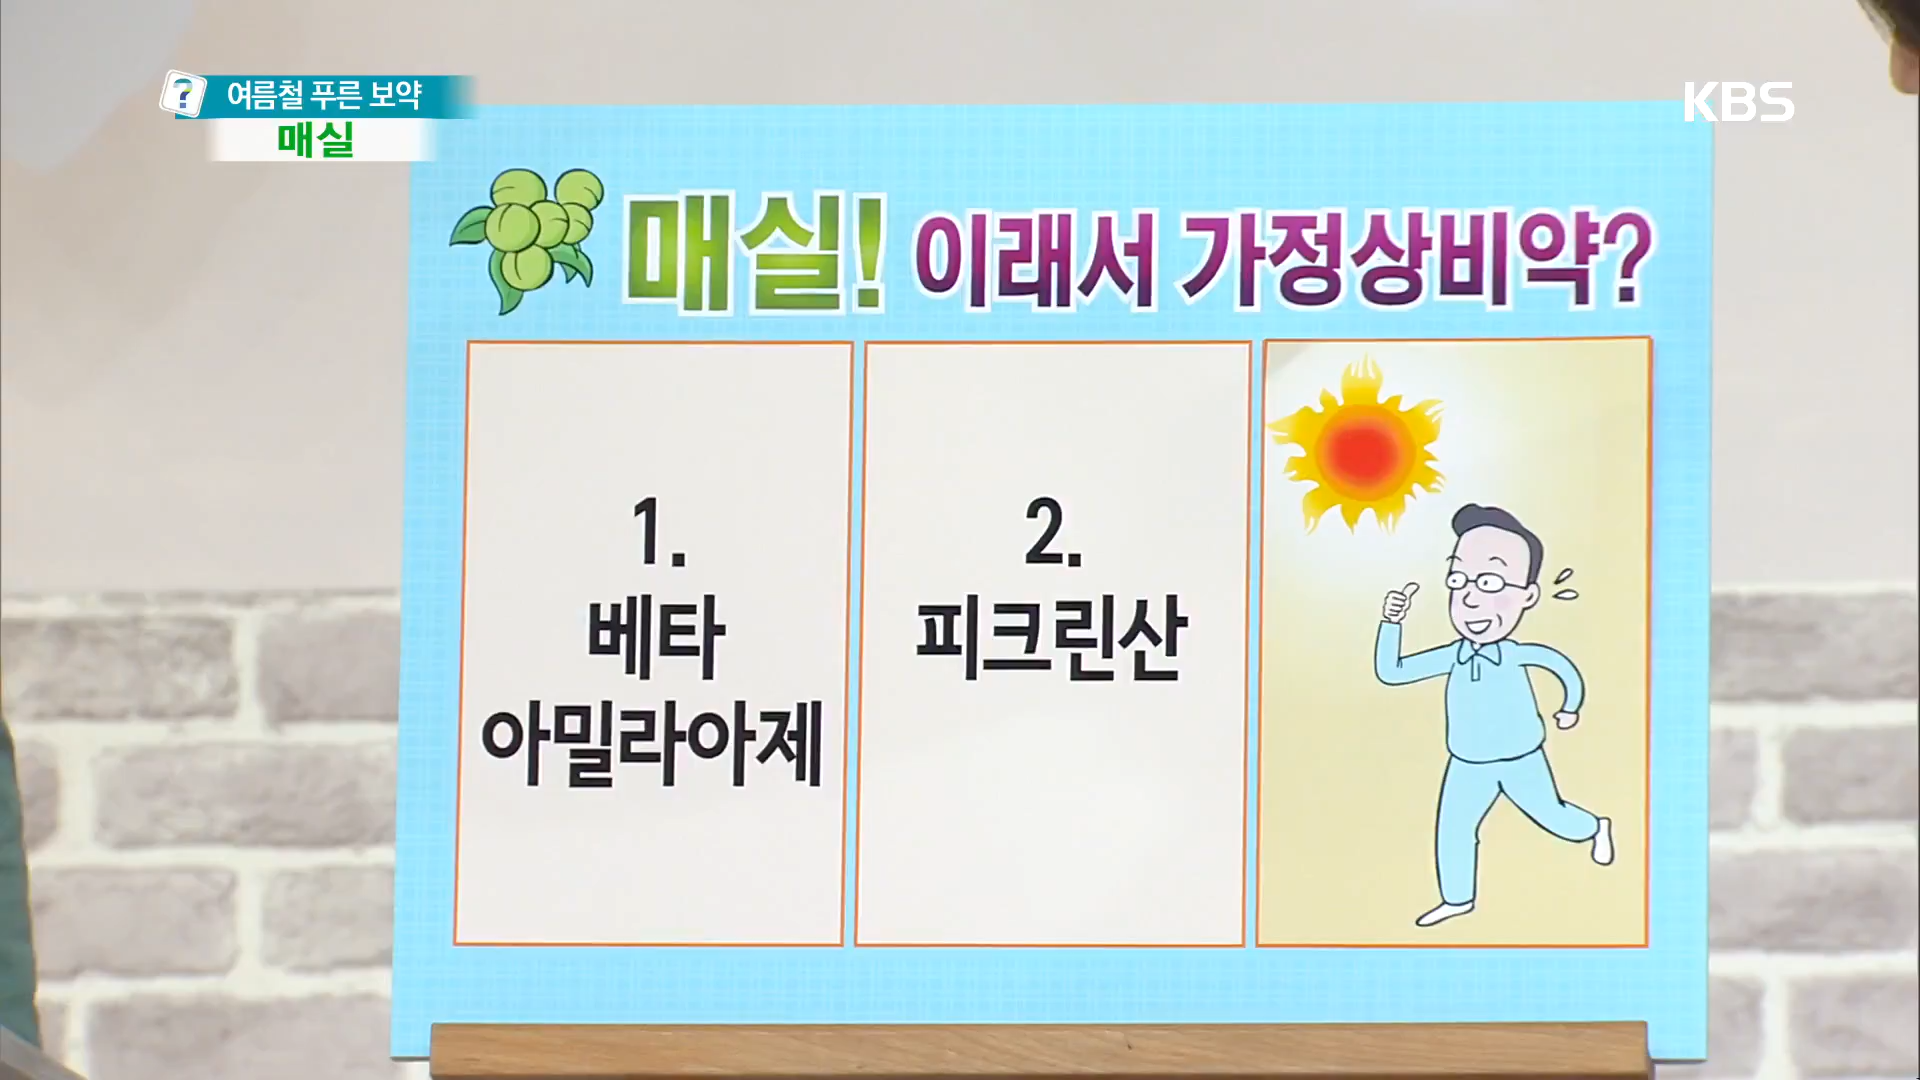 여름철 푸른 보약
매실
KBS
매실! 이래서 가정상비약?
1.
베타
아밀라아제
2.
피크린산